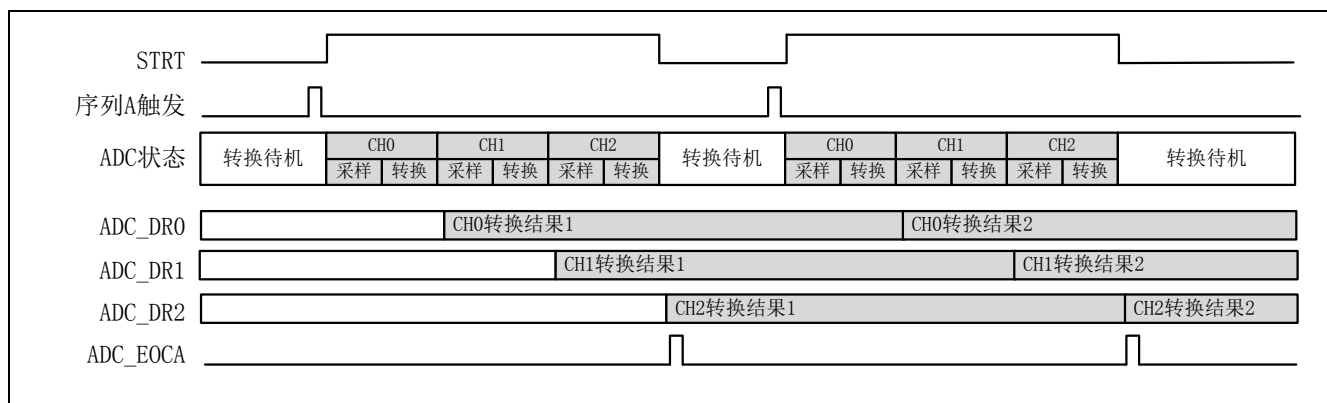 STRT
序列A触发
ADC状态 转换待机 CH0 CH1 CH2 转换待机 CH0 CH1 CH2 转换待机
采样 转换 采样 转换 采样 转换 采样 转换 采样 转换 采样 转换
ADC_DR0 CH0转换结果1 CH0转换结果2
ADC_DR1 CH1转换结果1 CH1转换结果2
ADC_DR2 CH2转换结果1 CH2转换结果2
ADC_EOCA